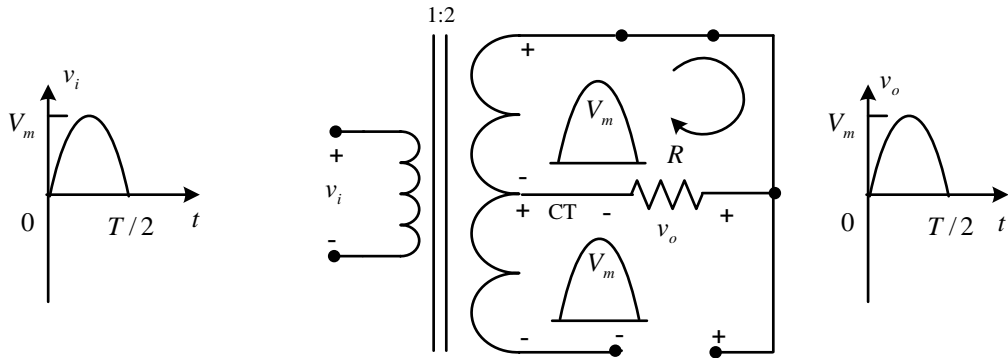 1:2
v_i
V_m
0
T / 2
t
+
v_i
-
+
V_m
-
R
+
CT
-
v_o
+
V_m
-
-
+
v_o
V_m
0
T / 2
t